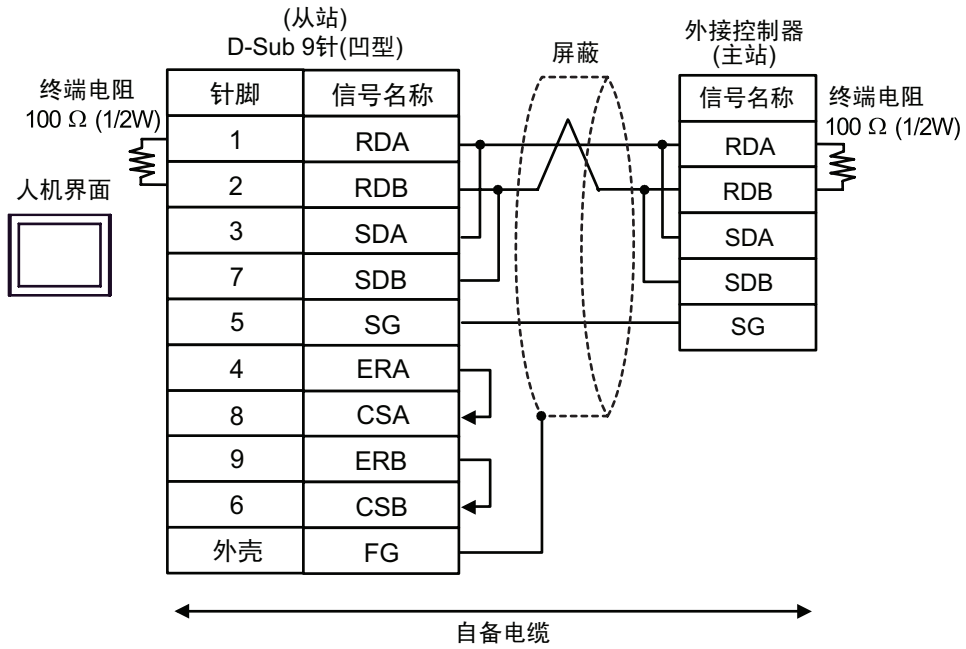 (从站)
D-Sub 9针(凹型)
屏蔽
外接控制器
(主站)
终端电阻
100 Ω (1/2W)
人机界面
针脚 信号名称
1 RDA
2 RDB
3 SDA
7 SDB
5 SG
4 ERA
8 CSA
9 ERB
6 CSB
外壳 FG
信号名称
RDA
RDB
SDA
SDB
SG
终端电阻
100 Ω (1/2W)
自备电缆